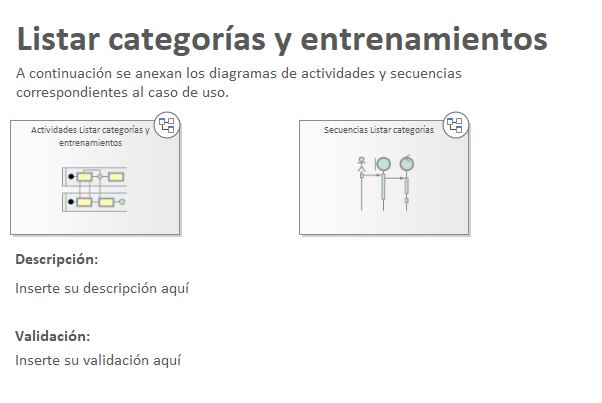 Listar categorías y entrenamientos
A continuación se anexan los diagramas de actividades y secuencias
correspondientes al caso de uso.
Actividades Listar categorías y
entrenamientos
Secuencias Listar categorías
Descripción:
Inserte su descripción aquí
Validación:
Inserte su validación aquí